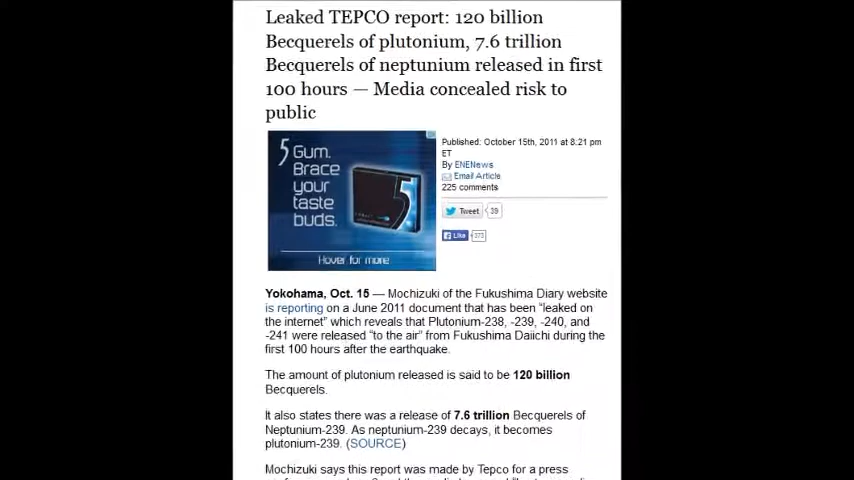 Leaked TEPCO report: 120 billion
Becquerels of plutonium, 7.6 trillion
Becquerels of neptunium released in first
100 hours — Media concealed risk to
public
5 Gum.
Brace
your
taste
buds.
5
Hover for more
Published: October 15th, 2011 at 8:21 pm
ET
By ENENews
Email Article
225 comments
Tweet 39
Like 373
Yokohama, Oct. 15 — Mochizuki of the Fukushima Diary website
is reporting on a June 2011 document that has been “leaked on
the internet” which reveals that Plutonium-238, -239, -240, and
-241 were released “to the air” from Fukushima Daiichi during the
first 100 hours after the earthquake.
The amount of plutonium released is said to be 120 billion
Becquerels.
It also states there was a release of 7.6 trillion Becquerels of
Neptunium-239. As neptunium-239 decays, it becomes
plutonium-239. (SOURCE)
Mochizuki says this report was made by Tepco for a press